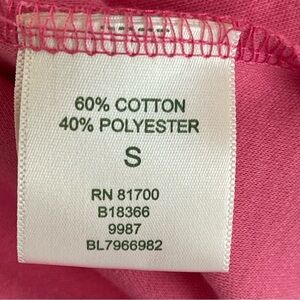 60% COTTON
40% POLYESTER
S
RN 81700
B18366
9987
BL7966982